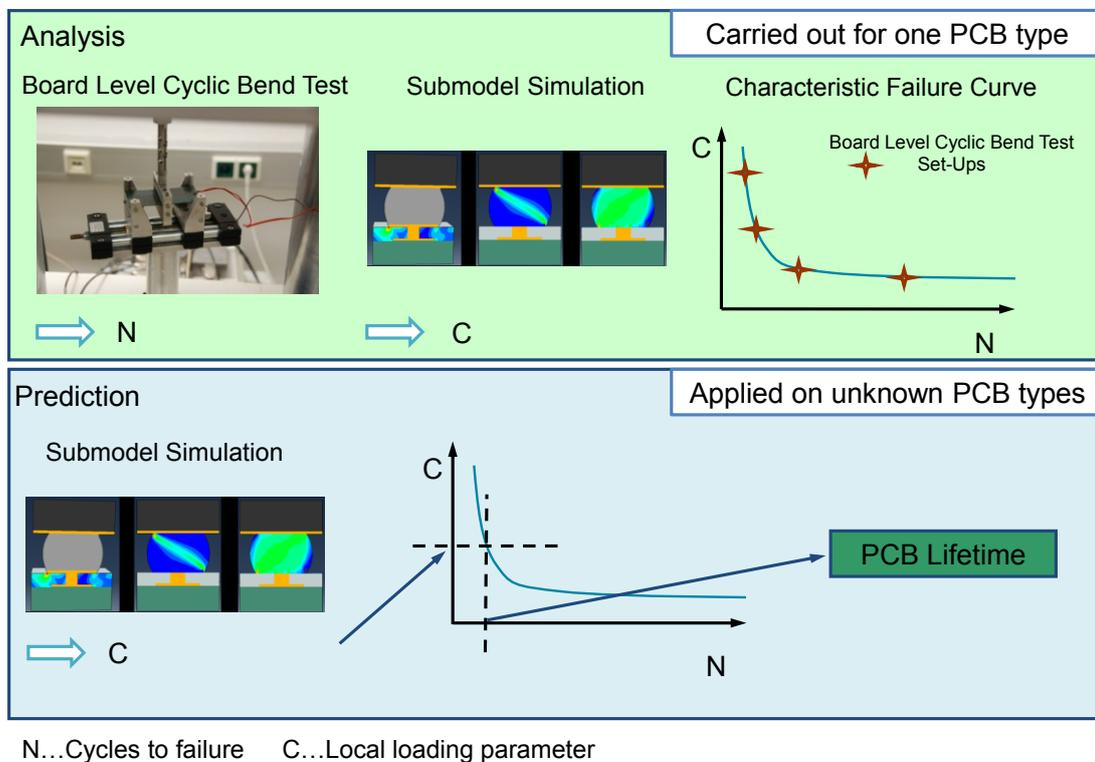 Analysis
Carried out for one PCB type
Board Level Cyclic Bend Test
Submodel Simulation
Characteristic Failure Curve
C
Board Level Cyclic Bend Test
Set-Ups
N
C
N
Prediction
Applied on unknown PCB types
Submodel Simulation
C
PCB Lifetime
C
N
N…Cycles to failure C…Local loading parameter